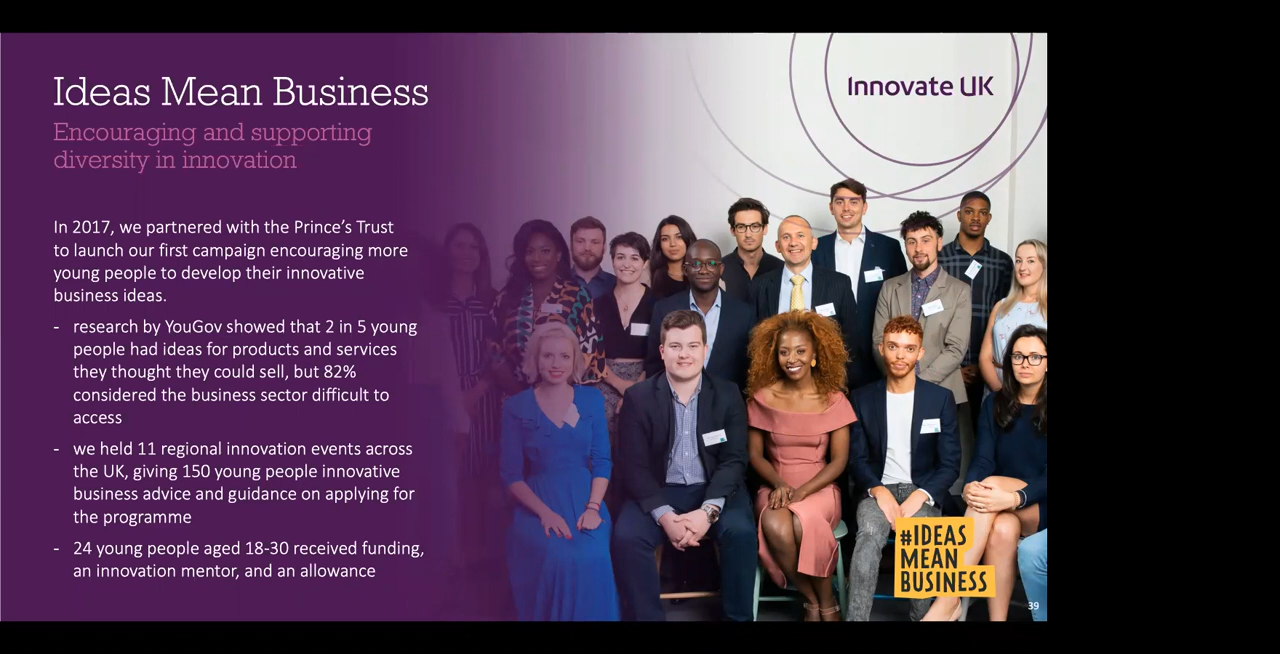 Ideas Mean Business
Encouraging and supporting
diversity in innovation
Innovate UK
In 2017, we partnered with the Prince’s Trust
to launch our first campaign encouraging more
young people to develop their innovative
business ideas.
- research by YouGov showed that 2 in 5 young
people had ideas for products and services
they thought they could sell, but 82%
considered the business sector difficult to
access
- we held 11 regional innovation events across
the UK, giving 150 young people innovative
business advice and guidance on applying for
the programme
- 24 young people aged 18-30 received funding,
an innovation mentor, and an allowance
#IDEAS
MEAN
BUSINESS
39